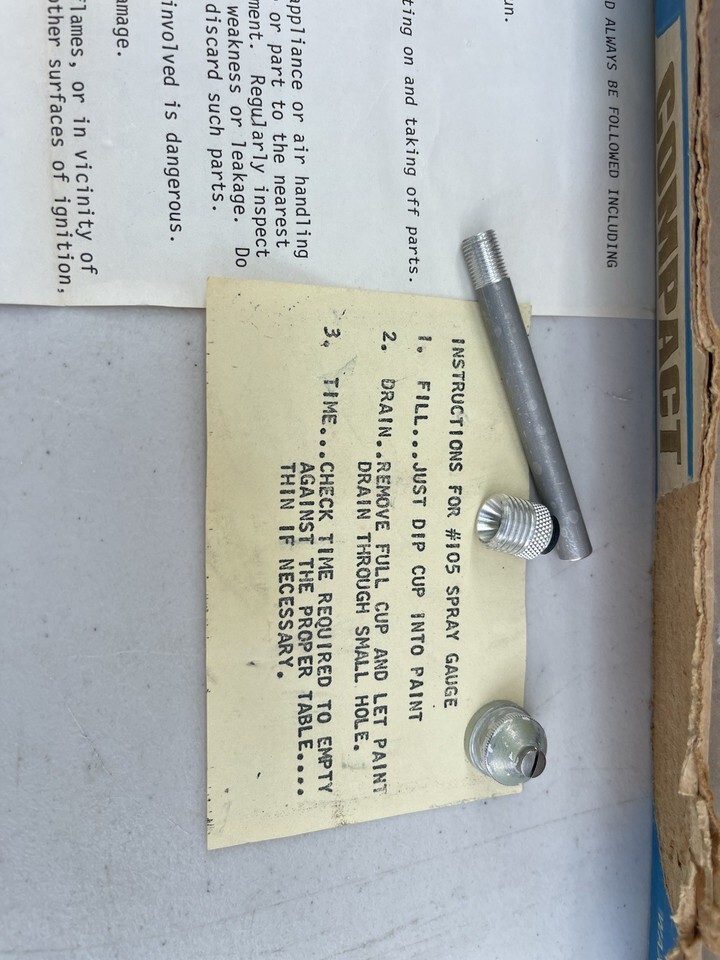 D ALWAYS BE FOLLOWED INCLUDING
un.
ting on and taking off parts.
appliance or air handling
or part to the nearest
ment. Regularly inspect
weakness or leakage. Do
discard such parts.
involved is dangerous.
amage.
lames, or in vicinity of
other surfaces of ignition,
COMPACT
INSTRUCTIONS FOR #105 SPRAY GAUGE
1. FILL...JUST DIP CUP INTO PAINT
2. DRAIN..REMOVE FULL CUP AND LET PAINT
DRAIN THROUGH SMALL HOLE.
3. TIME...CHECK TIME REQUIRED TO EMPTY
AGAINST THE PROPER TABLE....
THIN IF NECESSARY.